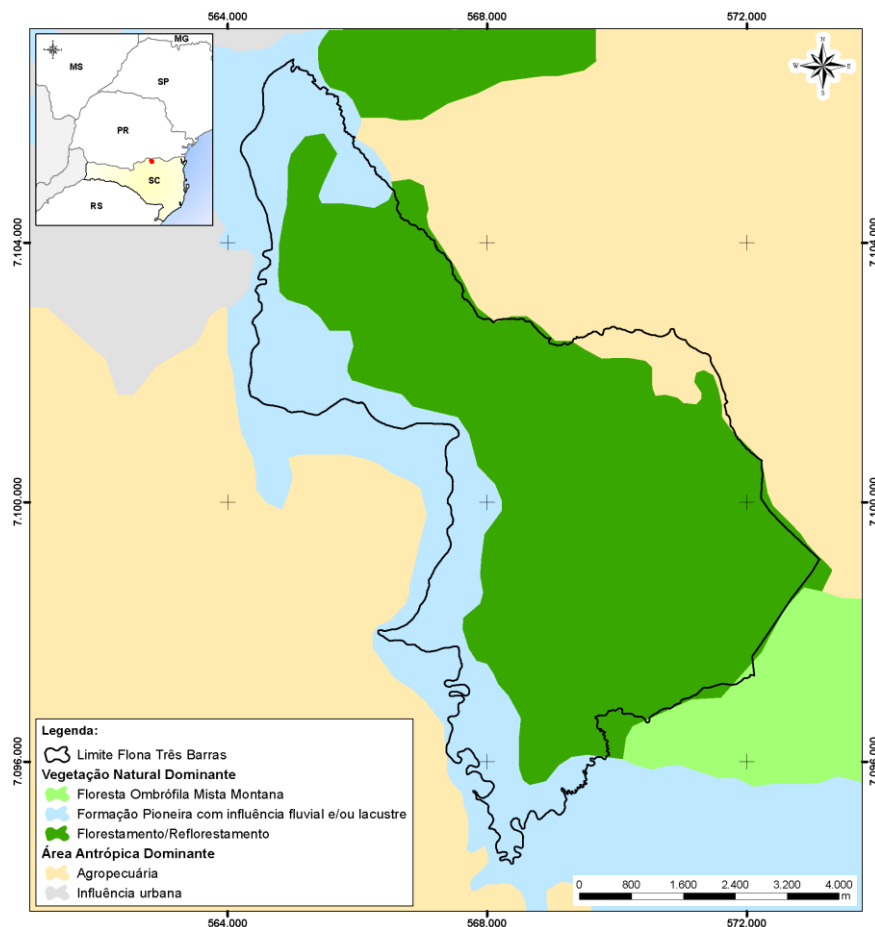 564.000 568.000 572.000
MG
MS
SP
PR
SC
RS
N
W E
S
7.104.000 7.104.000
7.100.000 7.100.000
7.096.000 7.096.000
Legenda:
Limite Flona Três Barras
Vegetação Natural Dominante
Floresta Ombrófila Mista Montana
Formação Pioneira com influência fluvial e/ou lacustre
Florestamento/Reflorestamento
Área Antrópica Dominante
Agropecuária
Influência urbana
0 800 1.600 2.400 3.200 4.000
m
564.000 568.000 572.000